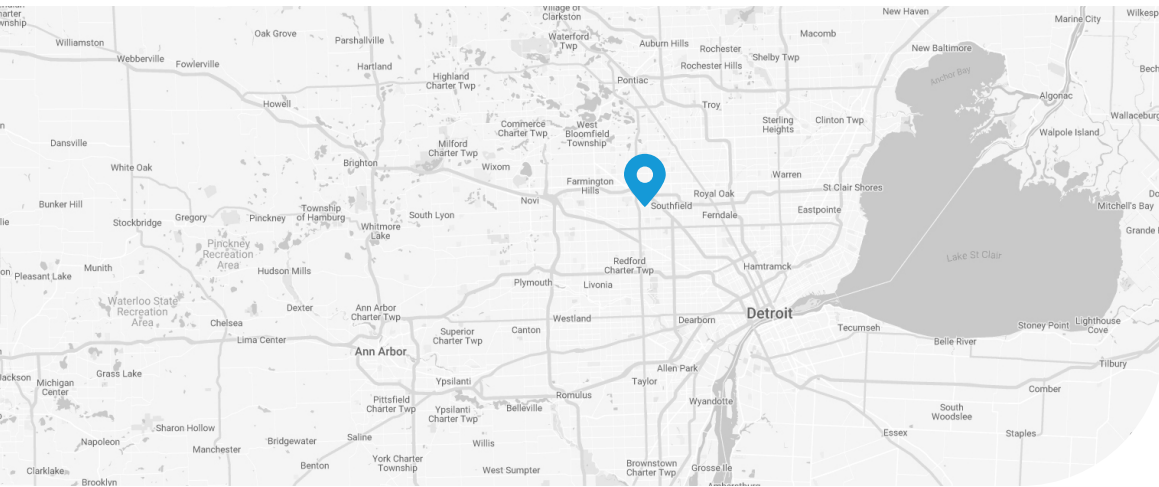 Village of
Clarkston
New Haven
Marine City
Wilkesp
harter
wnship
Oak Grove
Parshallville
Waterford
Twp
Auburn Hills
Rochester
Macomb
Williamston
Webberville
Fowlerville
Hartland
Rochester Hills
Shelby Twp
New Baltimore
Highland
Charter Twp
Pontiac
Anchor Bay
Bech
Howell
Troy
Algonac
Commerce
Charter Twp
West
Bloomfield
Township
Sterling
Heights
Clinton Twp
Wallaceburg
Walpole Island
Dansville
Milford
Charter Twp
White Oak
Brighton
Wixom
Farmington
Hills
Warren
Royal Oak
St Clair Shores
Bunker Hill
Novi
Southfield
Ferndale
Eastpointe
Mitchell's Bay
Do
lie
Stockbridge
Gregory
Pinckney
Township
of Hamburg
South Lyon
Whitmore
Lake
Grande
Pinckney
Recreation
Area
Lake St Clair
Redford
Charter Twp
Hamtramck
on
Pleasant Lake
Munith
Hudson Mills
Plymouth
Livonia
Waterloo State
Recreation
Area
Dexter
Ann Arbor
Charter Twp
Westland
Dearborn
Detroit
Chelsea
Superior
Charter Twp
Canton
Tecumseh
Stoney Point
Lighthouse
Cove
Lima Center
Belle River
Ann Arbor
Tilbury
Grass Lake
Allen Park
Jackson
Michigan
Center
Ypsilanti
Taylor
Comber
Romulus
Pittsfield
Charter Twp
Ypsilanti
Charter Twp
Belleville
Wyandotte
South
Woodslee
Sharon Hollow
Essex
Staples
Napoleon
Manchester
Bridgewater
Saline
Willis
Benton
York Charter
Township
West Sumpter
Brownstown
Charter Twp
Grosse Ile
Clarklake
Brooklyn
Amherstburg